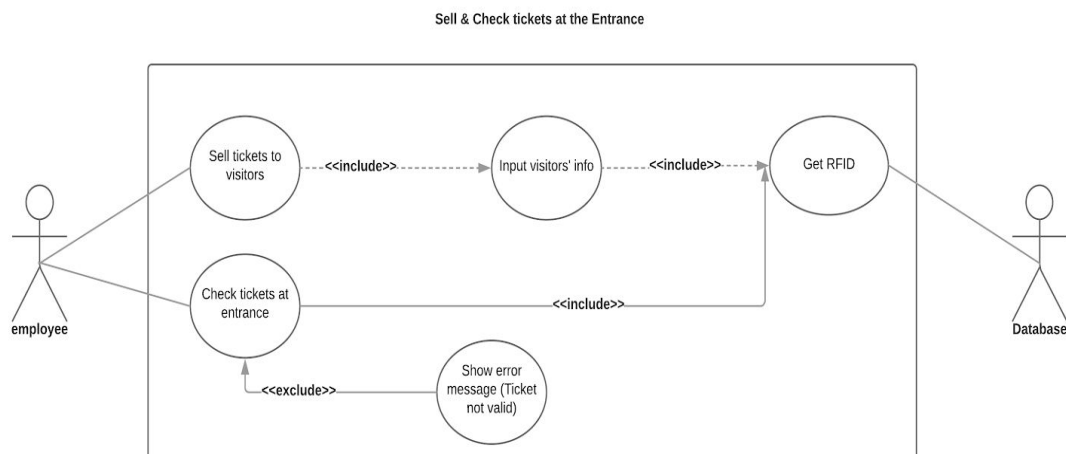 Sell & Check tickets at the Entrance
Sell tickets to
visitors
<<include>>
Input visitors' info
<<include>>
Get RFID
employee
Check tickets at
entrance
<<include>>
Database
Show error
message (Ticket
not valid)
<<exclude>>